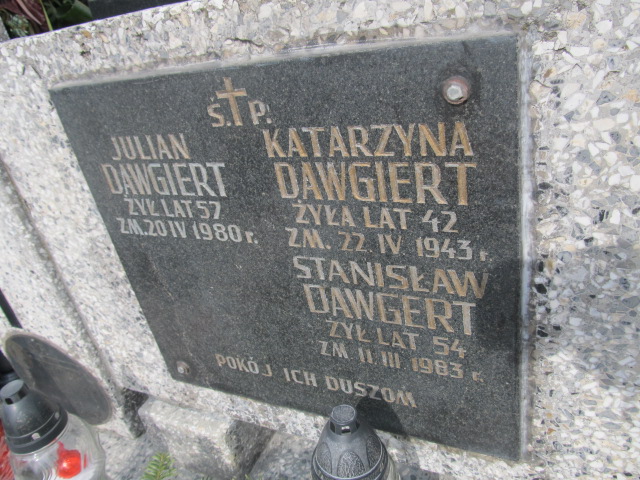 Ś.P.
JULIAN
DAWGIERT
ŻYŁ LAT 57
ZM. 20 IV 1980 r.
KATARZYNA
DAWGIERT
ŻYŁA LAT 42
ZM. 22 IV 1943 r.
STANISŁAW
DAWGERT
ŻYŁ LAT 54
ZM 11 III 1983 r.
POKÓJ ICH DUSZOM